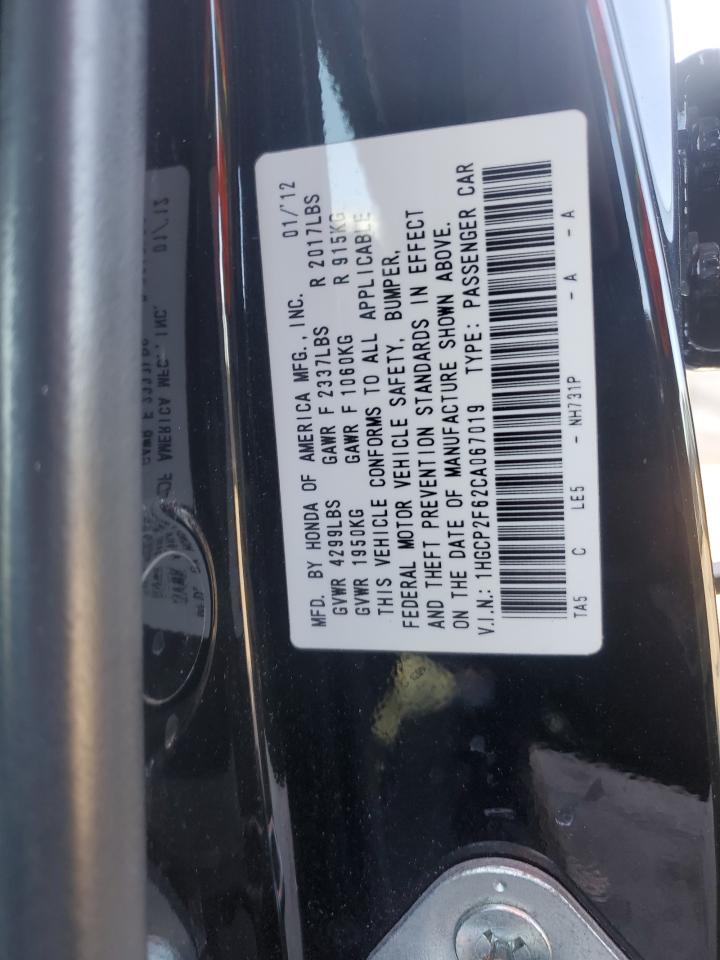 MFD. BY HONDA OF AMERICA MFG., INC. 01/'12
GVWR 4299LBS GAWR F 2337LBS R 2017LBS
GVWR 1950KG GAWR F 1060KG R 915KG
THIS VEHICLE CONFORMS TO ALL APPLICABLE
FEDERAL MOTOR VEHICLE SAFETY, BUMPER,
AND THEFT PREVENTION STANDARDS IN EFFECT
ON THE DATE OF MANUFACTURE SHOWN ABOVE.
V.I.N.: 1HGCP2F62CA067019 TYPE: PASSENGER CAR
TA5 C LE5 - NH731P - A - A